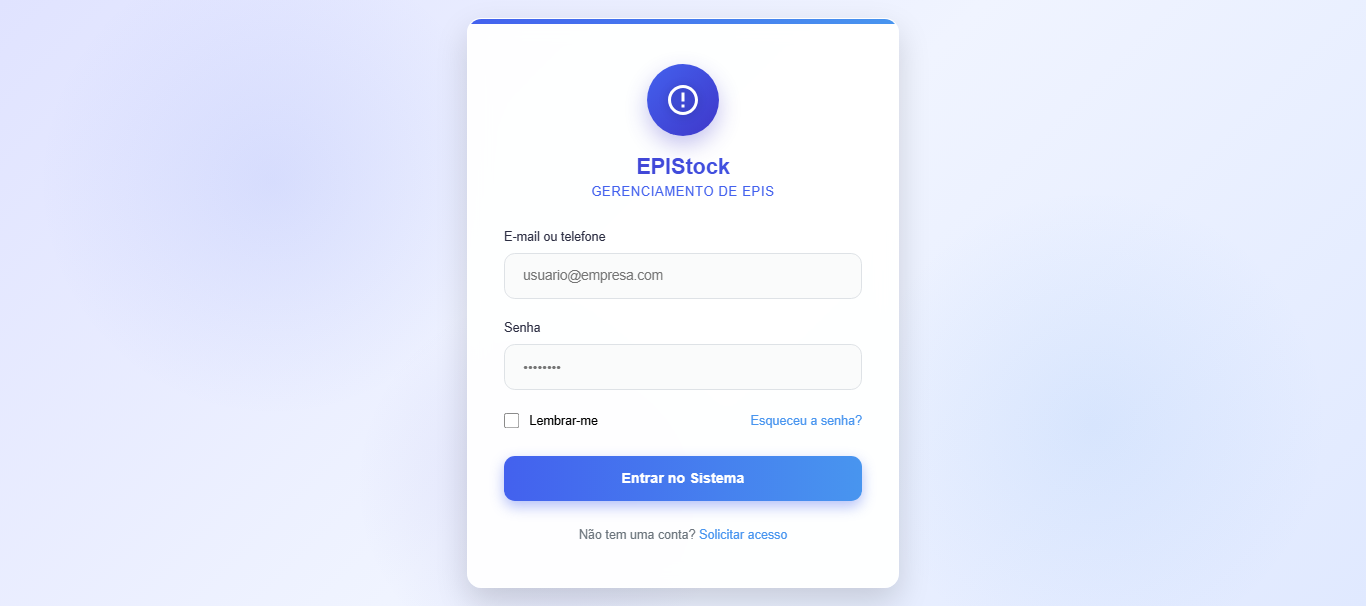 EPIStock
GERENCIAMENTO DE EPIS
E-mail ou telefone
usuario@empresa.com
Senha
••••••••
Lembrar-me
Esqueceu a senha?
Entrar no Sistema
Não tem uma conta? Solicitar acesso